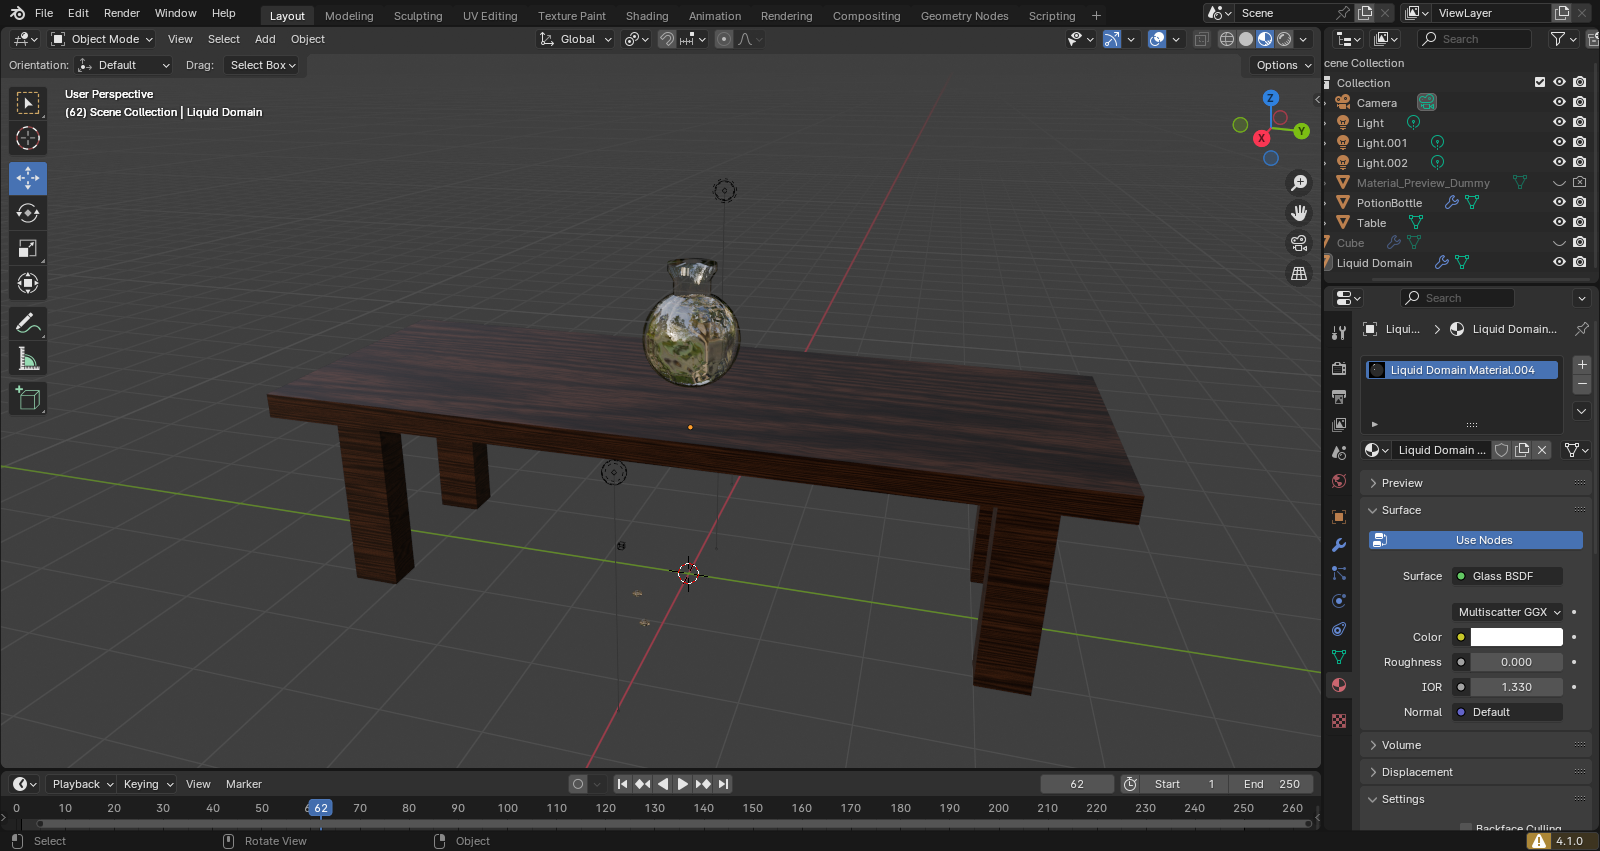 File Edit Render Window Help Layout Modeling Sculpting UV Editing Texture Paint Shading Animation Rendering Compositing Geometry Nodes Scripting + Scene ViewLayer
Object Mode View Select Add Object Global Search
Orientation: Default Drag: Select Box Options
User Perspective
(62) Scene Collection | Liquid Domain
Z
Y
X
cene Collection
Collection
Camera
Light
Light.001
Light.002
Material_Preview_Dummy
PotionBottle
Table
Cube
Liquid Domain
Search
Liqui... > Liquid Domain...
Liquid Domain Material.004
Liquid Domain ...
Preview
Surface
Use Nodes
Surface Glass BSDF
Multiscatter GGX
Color
Roughness 0.000
IOR 1.330
Normal Default
Volume
Displacement
Settings
Backface Culling
Playback Keying View Marker 62 Start 1 End 250
0 10 20 30 40 50 62 70 80 90 100 110 120 130 140 150 160 170 180 190 200 210 220 230 240 250 260
Select Rotate View Object 4.1.0